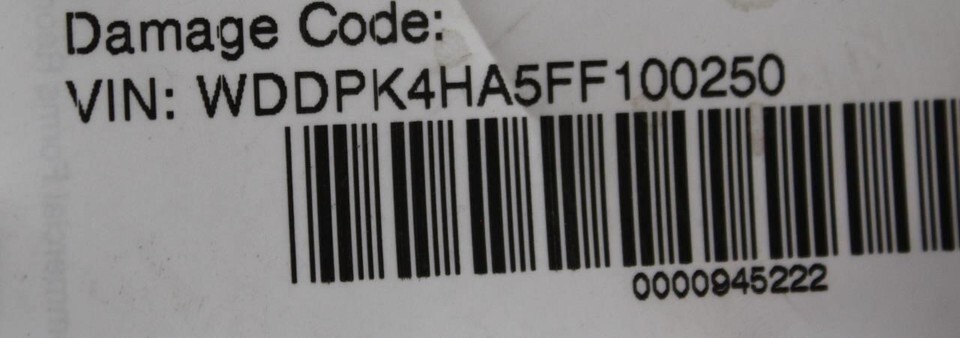 Damage Code:
VIN: WDDPK4HA5FF100250
0000945222